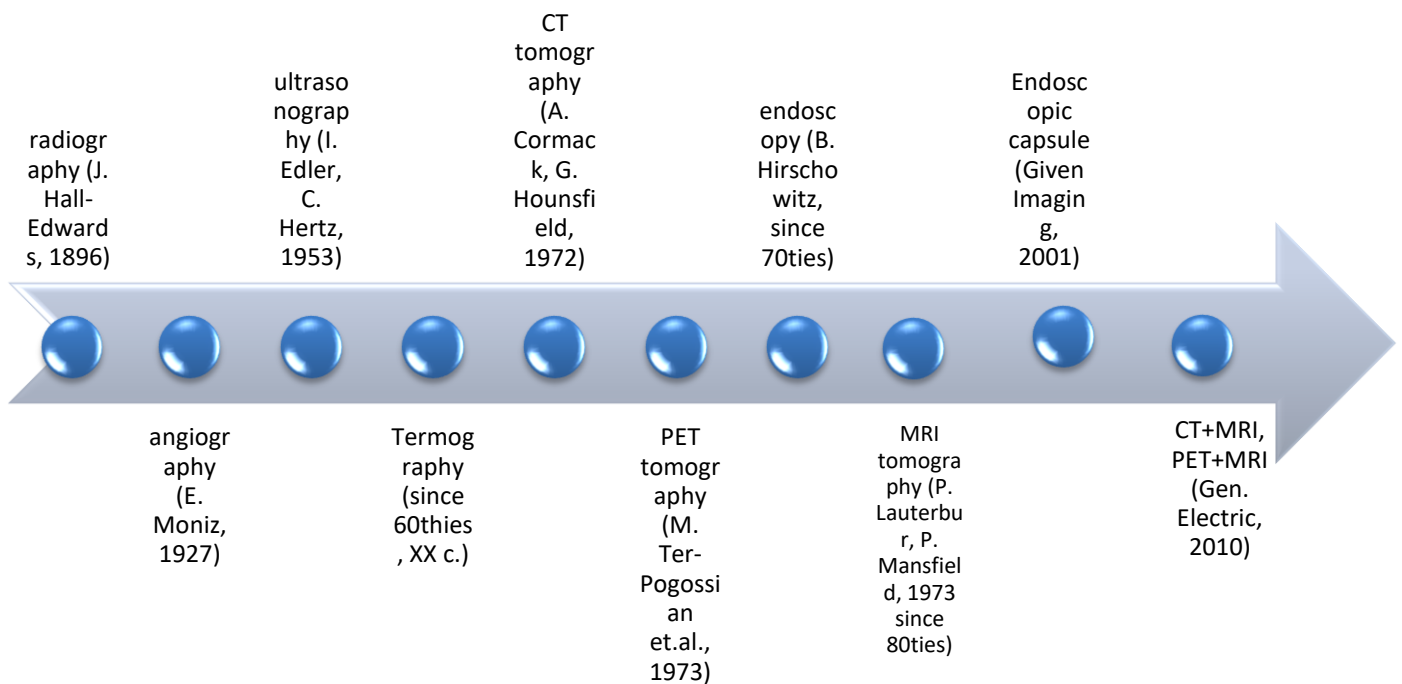 radiogr
aphy (J.
Hall-
Edward
s, 1896)
angiogr
aphy
(E.
Moniz,
1927)
ultraso
nograp
hy (I.
Edler,
C.
Hertz,
1953)
Termog
raphy
(since
60thies
, XX c.)
CT
tomogr
aphy
(A.
Cormac
k, G.
Hounsfi
eld,
1972)
PET
tomogr
aphy
(M.
Ter-
Pogossi
an
et.al.,
1973)
endosc
opy (B.
Hirscho
witz,
since
70ties)
MRI
tomogra
phy (P.
Lauterbu
r, P.
Mansfiel
d, 1973
since
80ties)
Endosc
opic
capsule
(Given
Imagin
g,
2001)
CT+MRI,
PET+MRI
(Gen.
Electric,
2010)